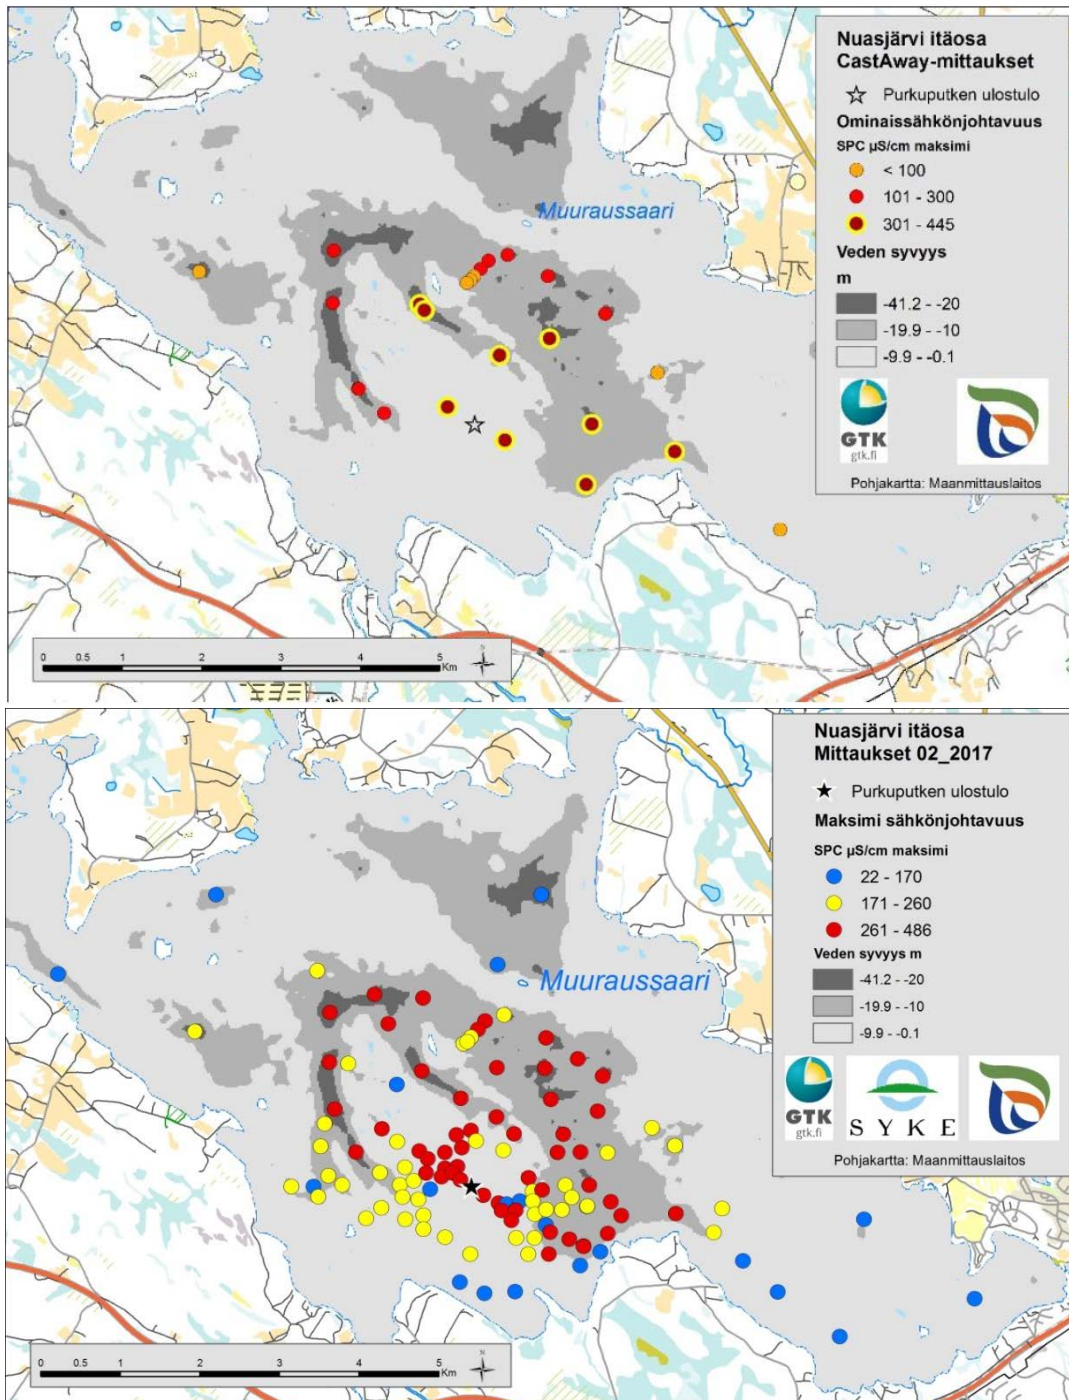 Nuasjärvi itäosa
CastAway-mittaukset
Purkuputken ulostulo
Ominaissähkönjohtavuus
SPC µS/cm maksimi
< 100
101 - 300
301 - 445
Veden syvyys
m
-41.2 - -20
-19.9 - -10
-9.9 - -0.1
GTK
gtk.fi
Pohjakartta: Maanmittauslaitos
Muuraussaari
0 0.5 1 2 3 4 5
Km
N
Nuasjärvi itäosa
Mittaukset 02_2017
Purkuputken ulostulo
Maksimi sähkönjohtavuus
SPC µS/cm maksimi
22 - 170
171 - 260
261 - 486
Veden syvyys m
-41.2 - -20
-19.9 - -10
-9.9 - -0.1
GTK
gtk.fi
SYKE
Pohjakartta: Maanmittauslaitos
Muuraussaari
0 0.5 1 2 3 4 5
Km
N